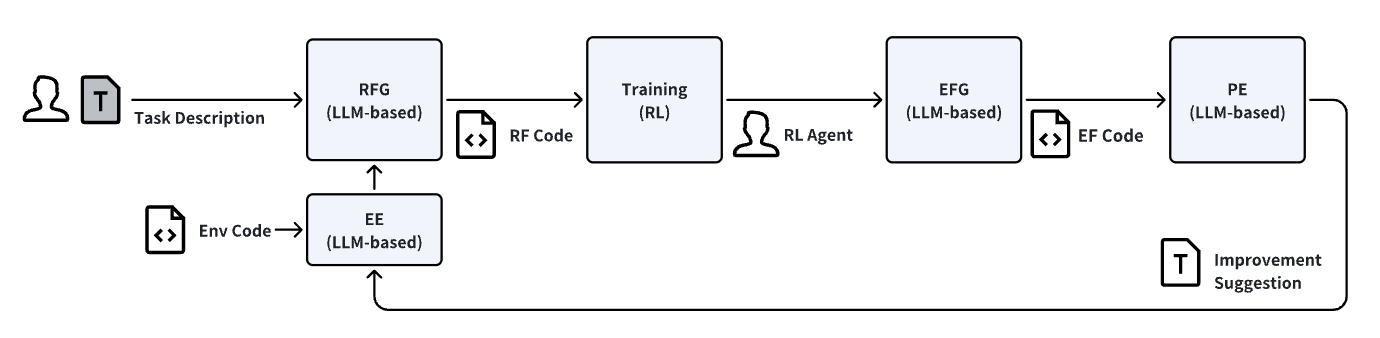 T
Task Description
RFG
(LLM-based)
RF Code
Training
(RL)
RL Agent
EFG
(LLM-based)
EF Code
PE
(LLM-based)
Env Code
EE
(LLM-based)
T
Improvement
Suggestion